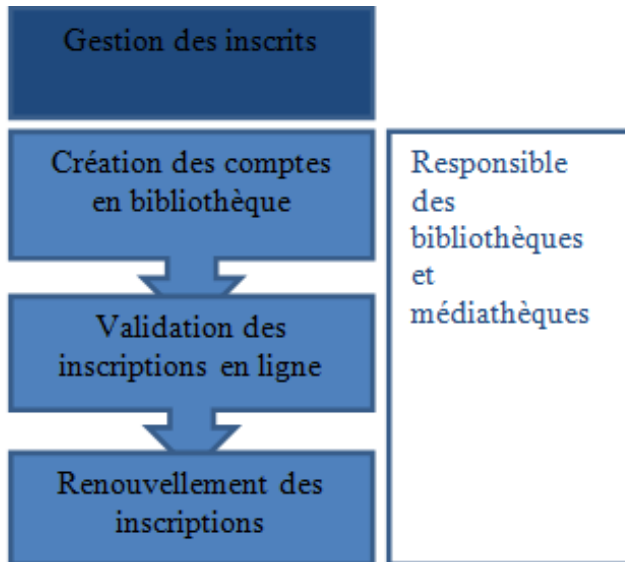 Gestion des inscrits
Création des comptes
en bibliothèque
Validation des
inscriptions en ligne
Renouvellement des
inscriptions
Responsible
des
bibliothèques
et
médiathèques